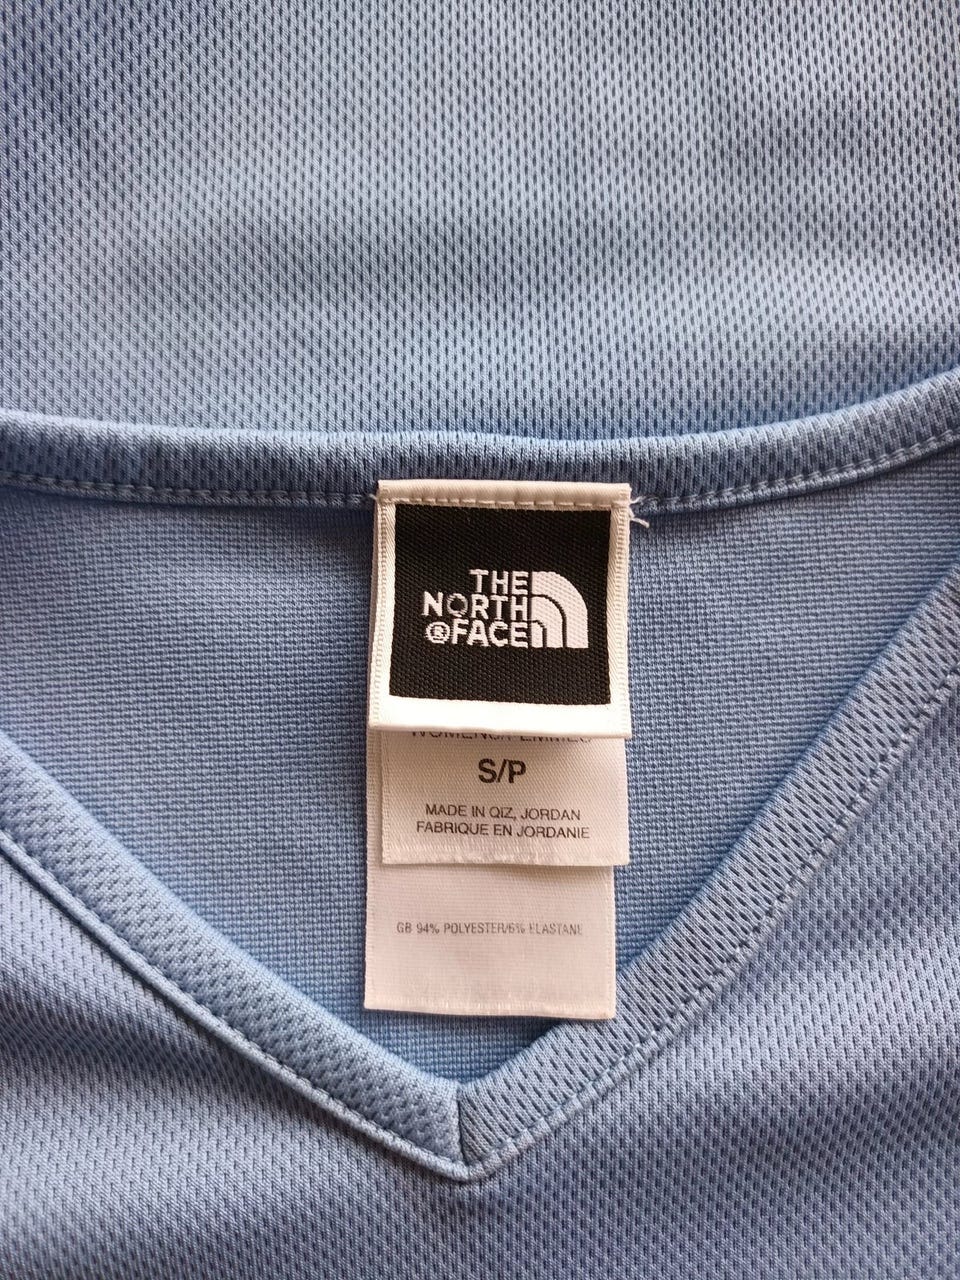 THE
NORTH
®FACE
S/P
MADE IN QIZ, JORDAN
FABRIQUE EN JORDANIE
GB 94% POLYESTER/6% ELASTANE